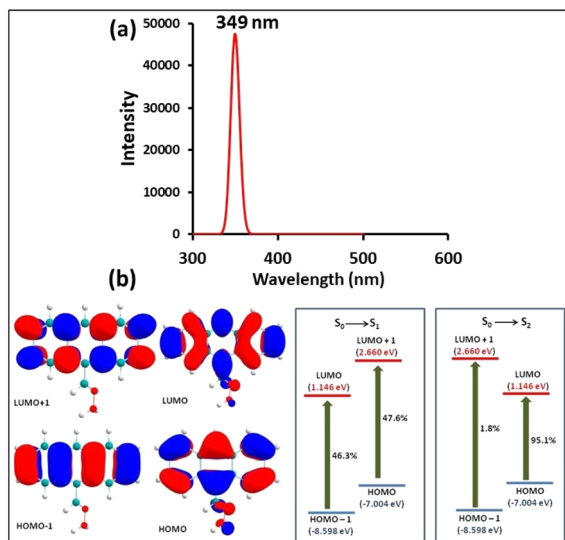 (a)
349 nm
50000
40000
30000
20000
10000
0
Intensity
300
400
500
600
Wavelength (nm)
(b)
LUMO+1
LUMO
HOMO-1
HOMO
S₀ → S₁
LUMO + 1
(2.660 eV)
LUMO
(1.146 eV)
47.6%
46.3%
HOMO
(-7.004 eV)
HOMO − 1
(-8.598 eV)
S₀ → S₂
LUMO + 1
(2.660 eV)
LUMO
(1.146 eV)
1.8%
95.1%
HOMO
(-7.004 eV)
HOMO − 1
(-8.598 eV)